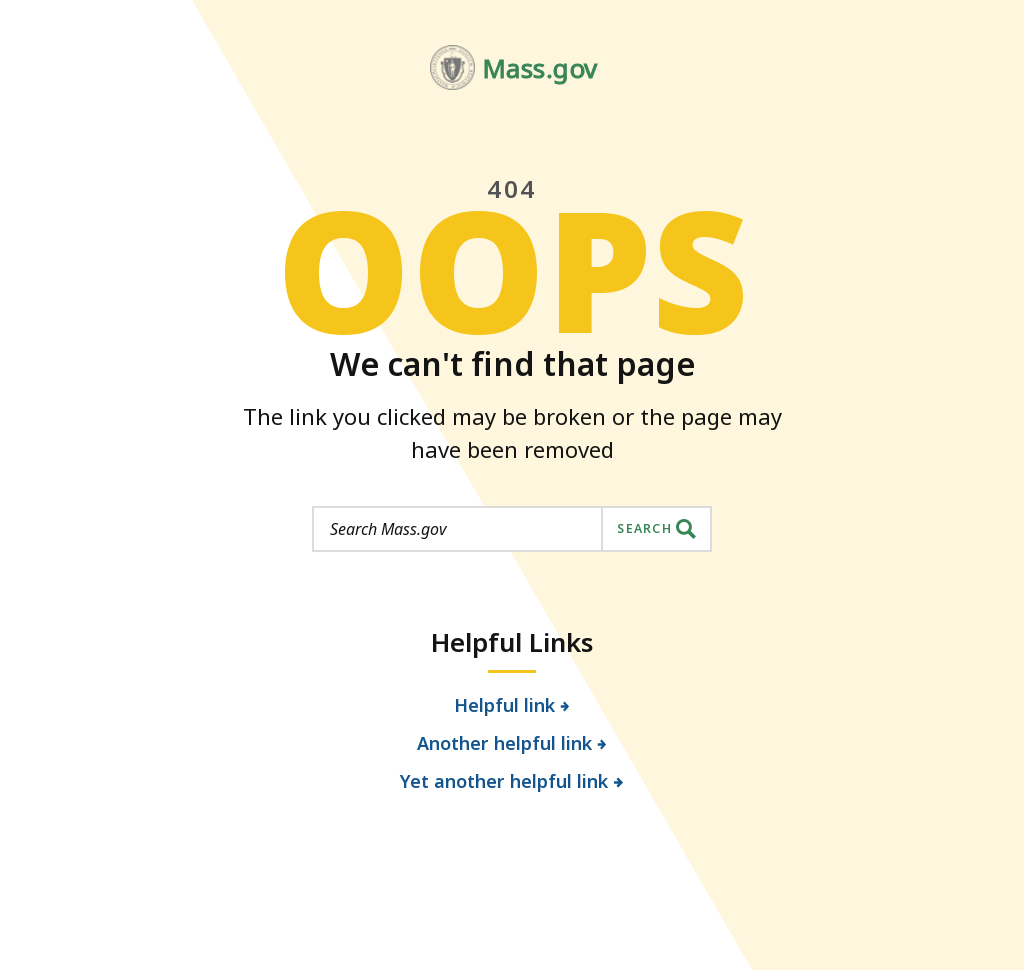 Mass.gov
404
OOPS
We can't find that page
The link you clicked may be broken or the page may
have been removed
Search Mass.gov
SEARCH
Helpful Links
Helpful link
Another helpful link
Yet another helpful link